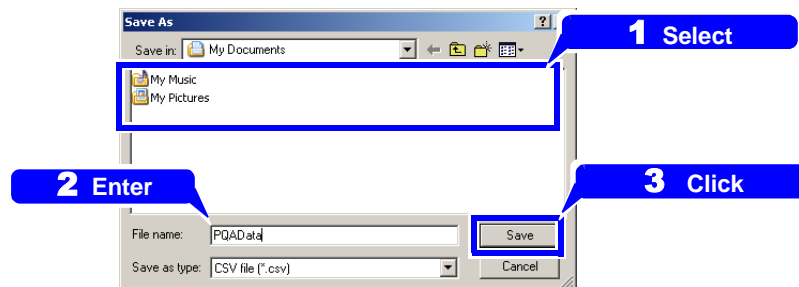 Save As
?
1 Select
Save in: My Documents
My Music
My Pictures
2 Enter
3 Click
File name: PQAData
Save
Save as type: CSV file (*.csv)
Cancel